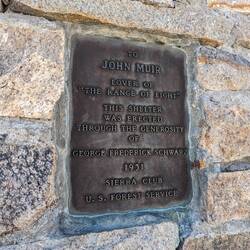 TO
JOHN MUIR
LOVER OF
"THE RANGE OF LIGHT"
THIS SHELTER
WAS ERECTED
THROUGH THE GENEROSITY
OF
GEORGE FREDERICK SCHWARZ
1931
SIERRA CLUB
U. S. FOREST SERVICE